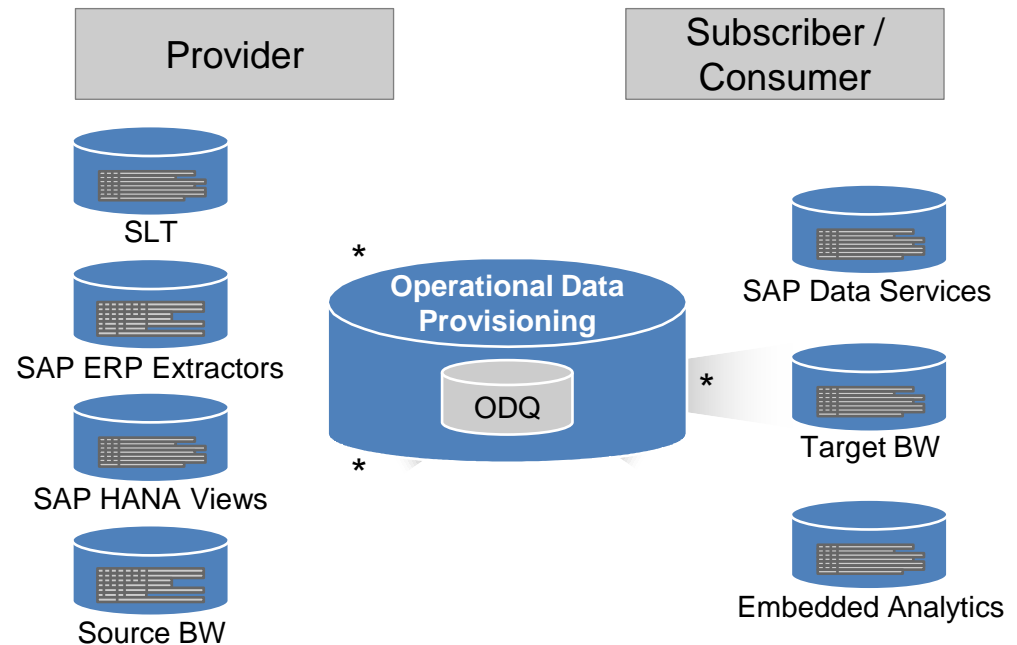 Provider
Subscriber /
Consumer
SLT
SAP ERP Extractors
SAP HANA Views
Source BW
*
Operational Data
Provisioning
ODQ
*
*
SAP Data Services
Target BW
Embedded Analytics